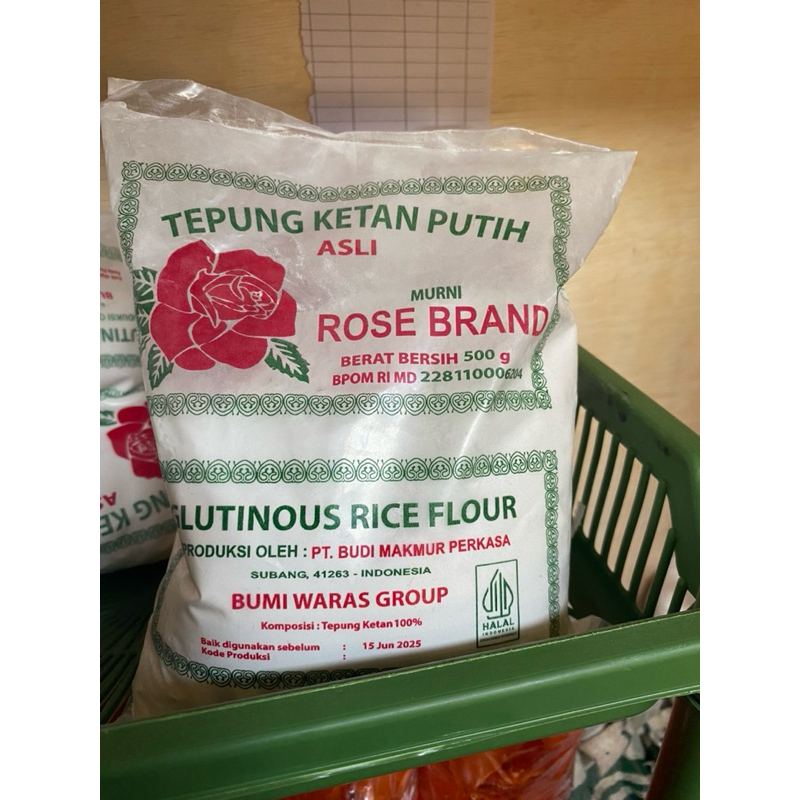 TEPUNG KETAN PUTIH
ASLI
MURNI
ROSE BRAND
BERAT BERSIH 500 g
BPOM RI MD 228110006204
GLUTINOUS RICE FLOUR
PRODUKSI OLEH : PT. BUDI MAKMUR PERKASA
SUBANG, 41263 - INDONESIA
BUMI WARAS GROUP
Komposisi : Tepung Ketan 100%
Baik digunakan sebelum : 15 Jun 2025
Kode Produksi :
HALAL
INDONESIA